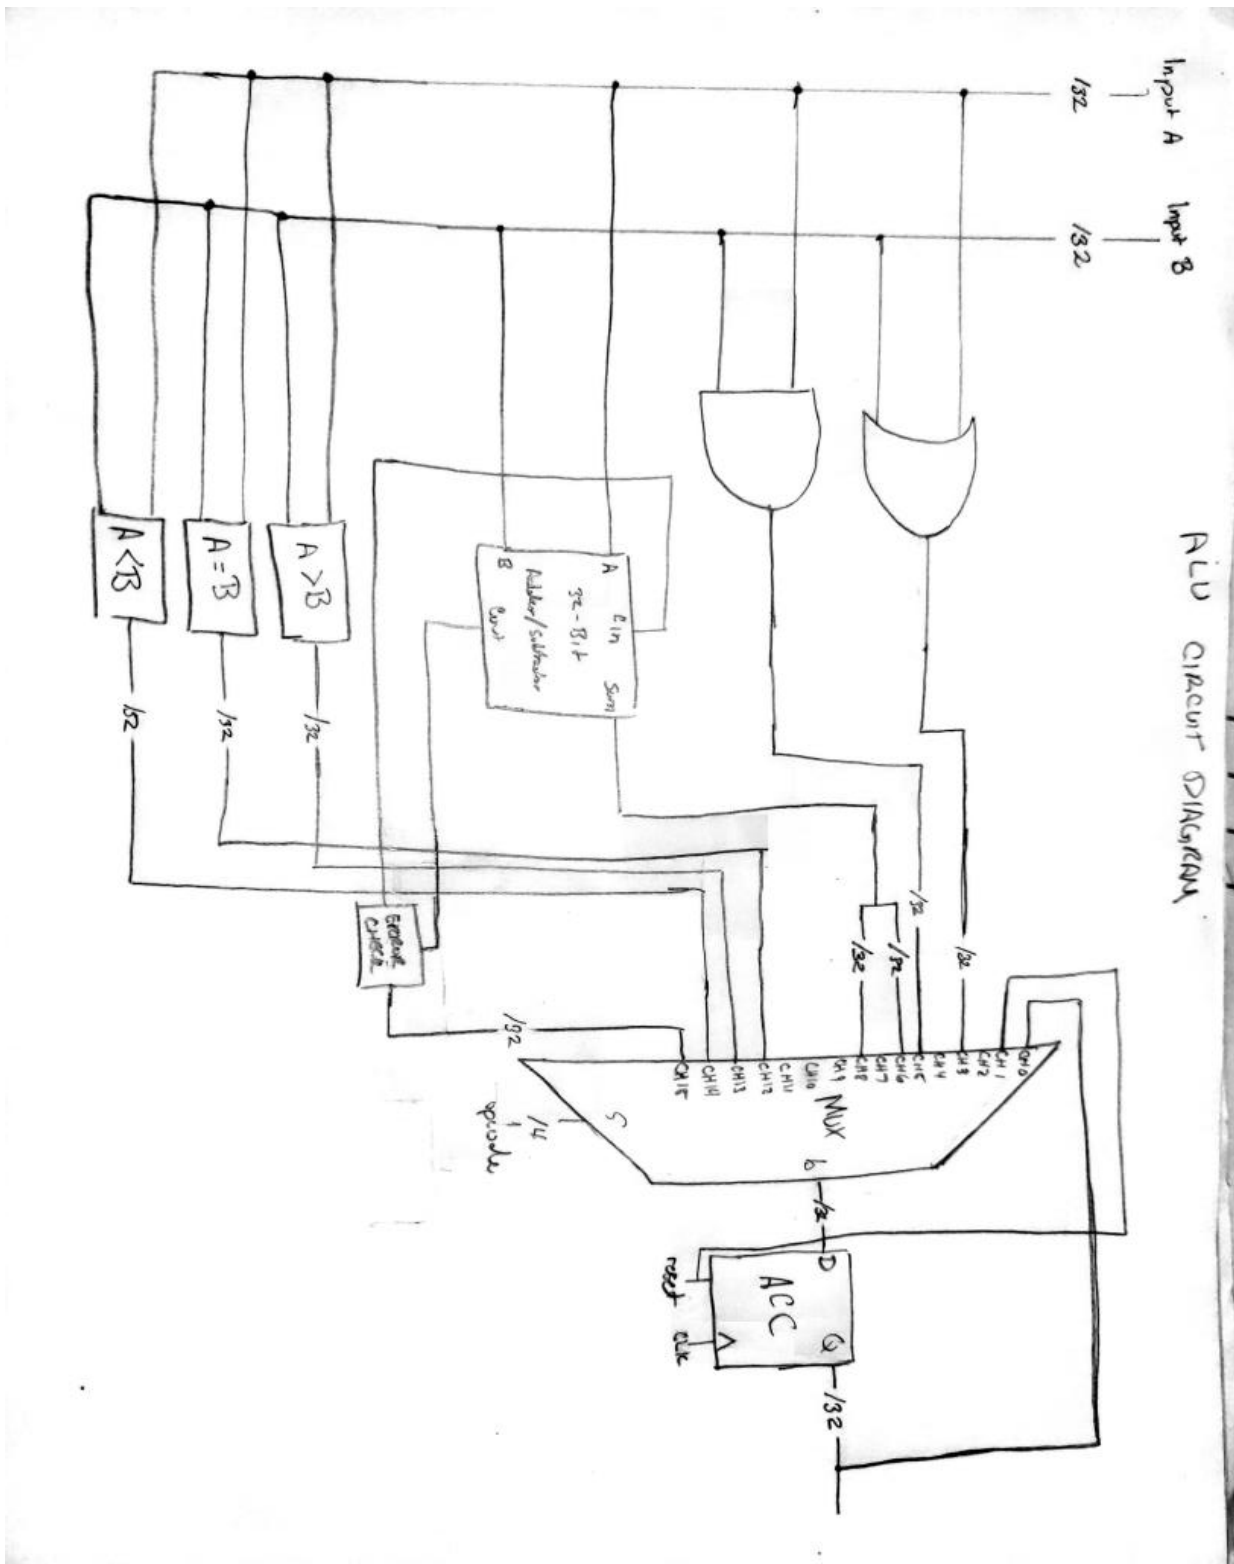 ALU CIRCUIT DIAGRAM
Input A
/32
Input B
/32
A
Cin
32-Bit
Adder/Subtractor
Sum
B
Cout
A>B
A=B
A<B
/32
/32
/32
ERROR
CHECK
/32
/32
/32
/32
/32
CH0
CH1
CH2
CH3
CH4
CH5
CH6
CH7
CH8
CH9
CH10
CH11
CH12
CH13
CH14
CH15
MUX
S
b
/4
opcode
/32
D
ACC
Q
reset
CLK
/32